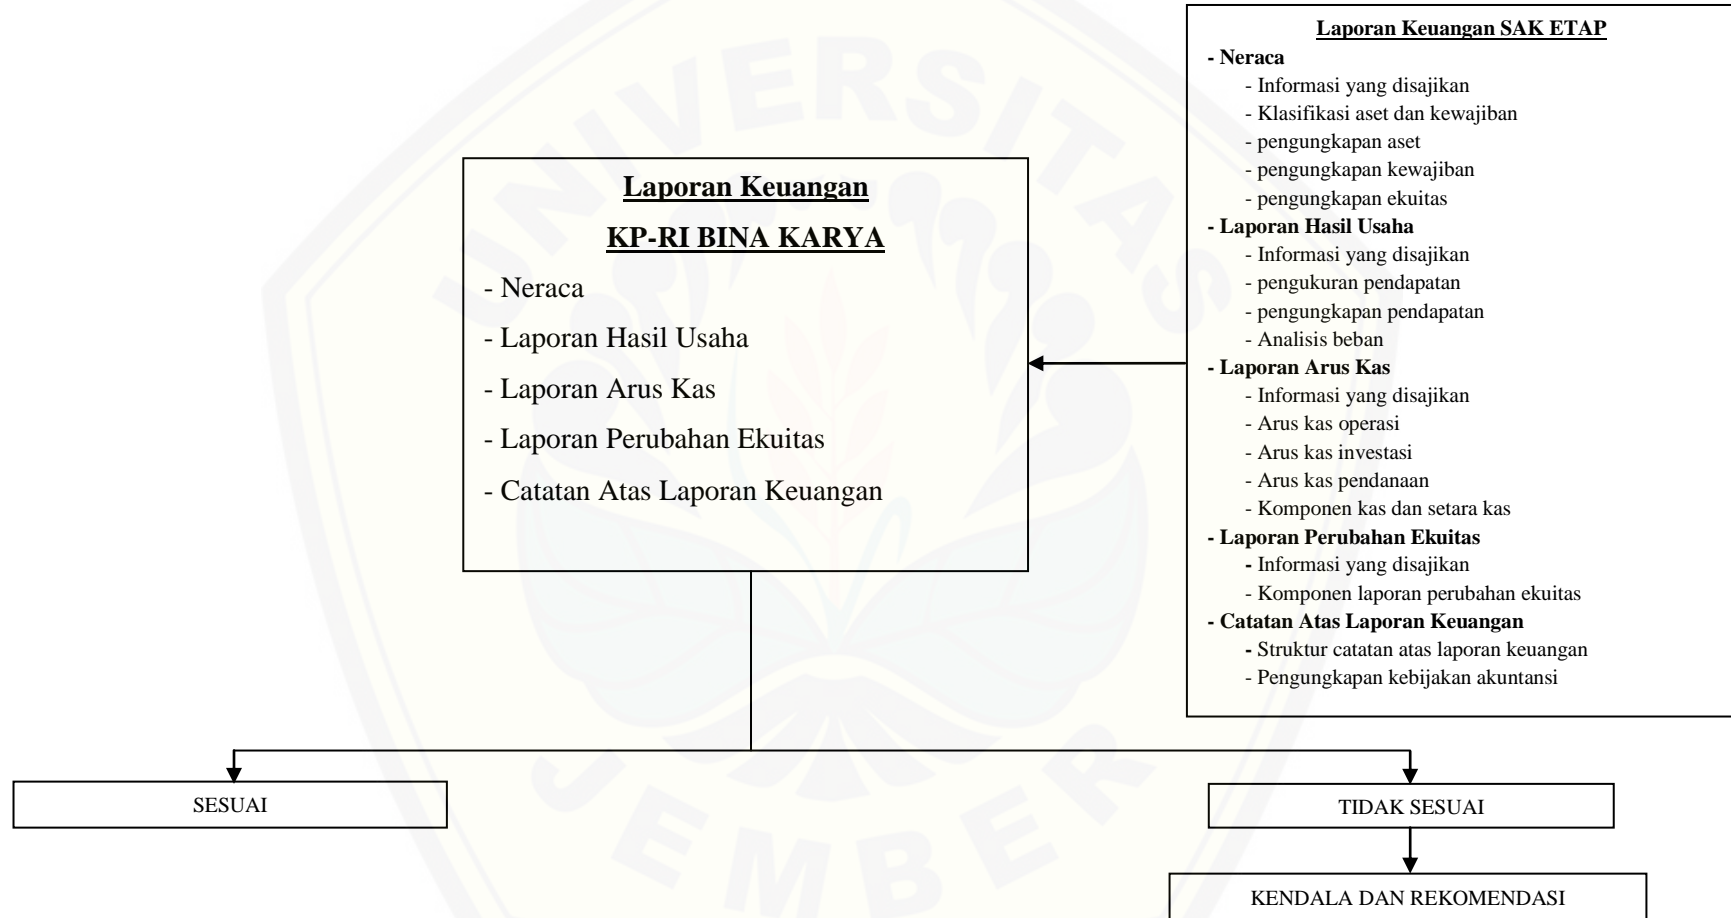 Laporan Keuangan SAK ETAP
- Neraca
- Informasi yang disajikan
- Klasifikasi aset dan kewajiban
- pengungkapan aset
- pengungkapan kewajiban
- pengungkapan ekuitas
- Laporan Hasil Usaha
- Informasi yang disajikan
- pengukuran pendapatan
- pengungkapan pendapatan
- Analisis beban
- Laporan Arus Kas
- Informasi yang disajikan
- Arus kas operasi
- Arus kas investasi
- Arus kas pendanaan
- Komponen kas dan setara kas
- Laporan Perubahan Ekuitas
- Informasi yang disajikan
- Komponen laporan perubahan ekuitas
- Catatan Atas Laporan Keuangan
- Struktur catatan atas laporan keuangan
- Pengungkapan kebijakan akuntansi
Laporan Keuangan
KP-RI BINA KARYA
- Neraca
- Laporan Hasil Usaha
- Laporan Arus Kas
- Laporan Perubahan Ekuitas
- Catatan Atas Laporan Keuangan
SESUAI
TIDAK SESUAI
KENDALA DAN REKOMENDASI
UNIVERSITAS
JEMBER